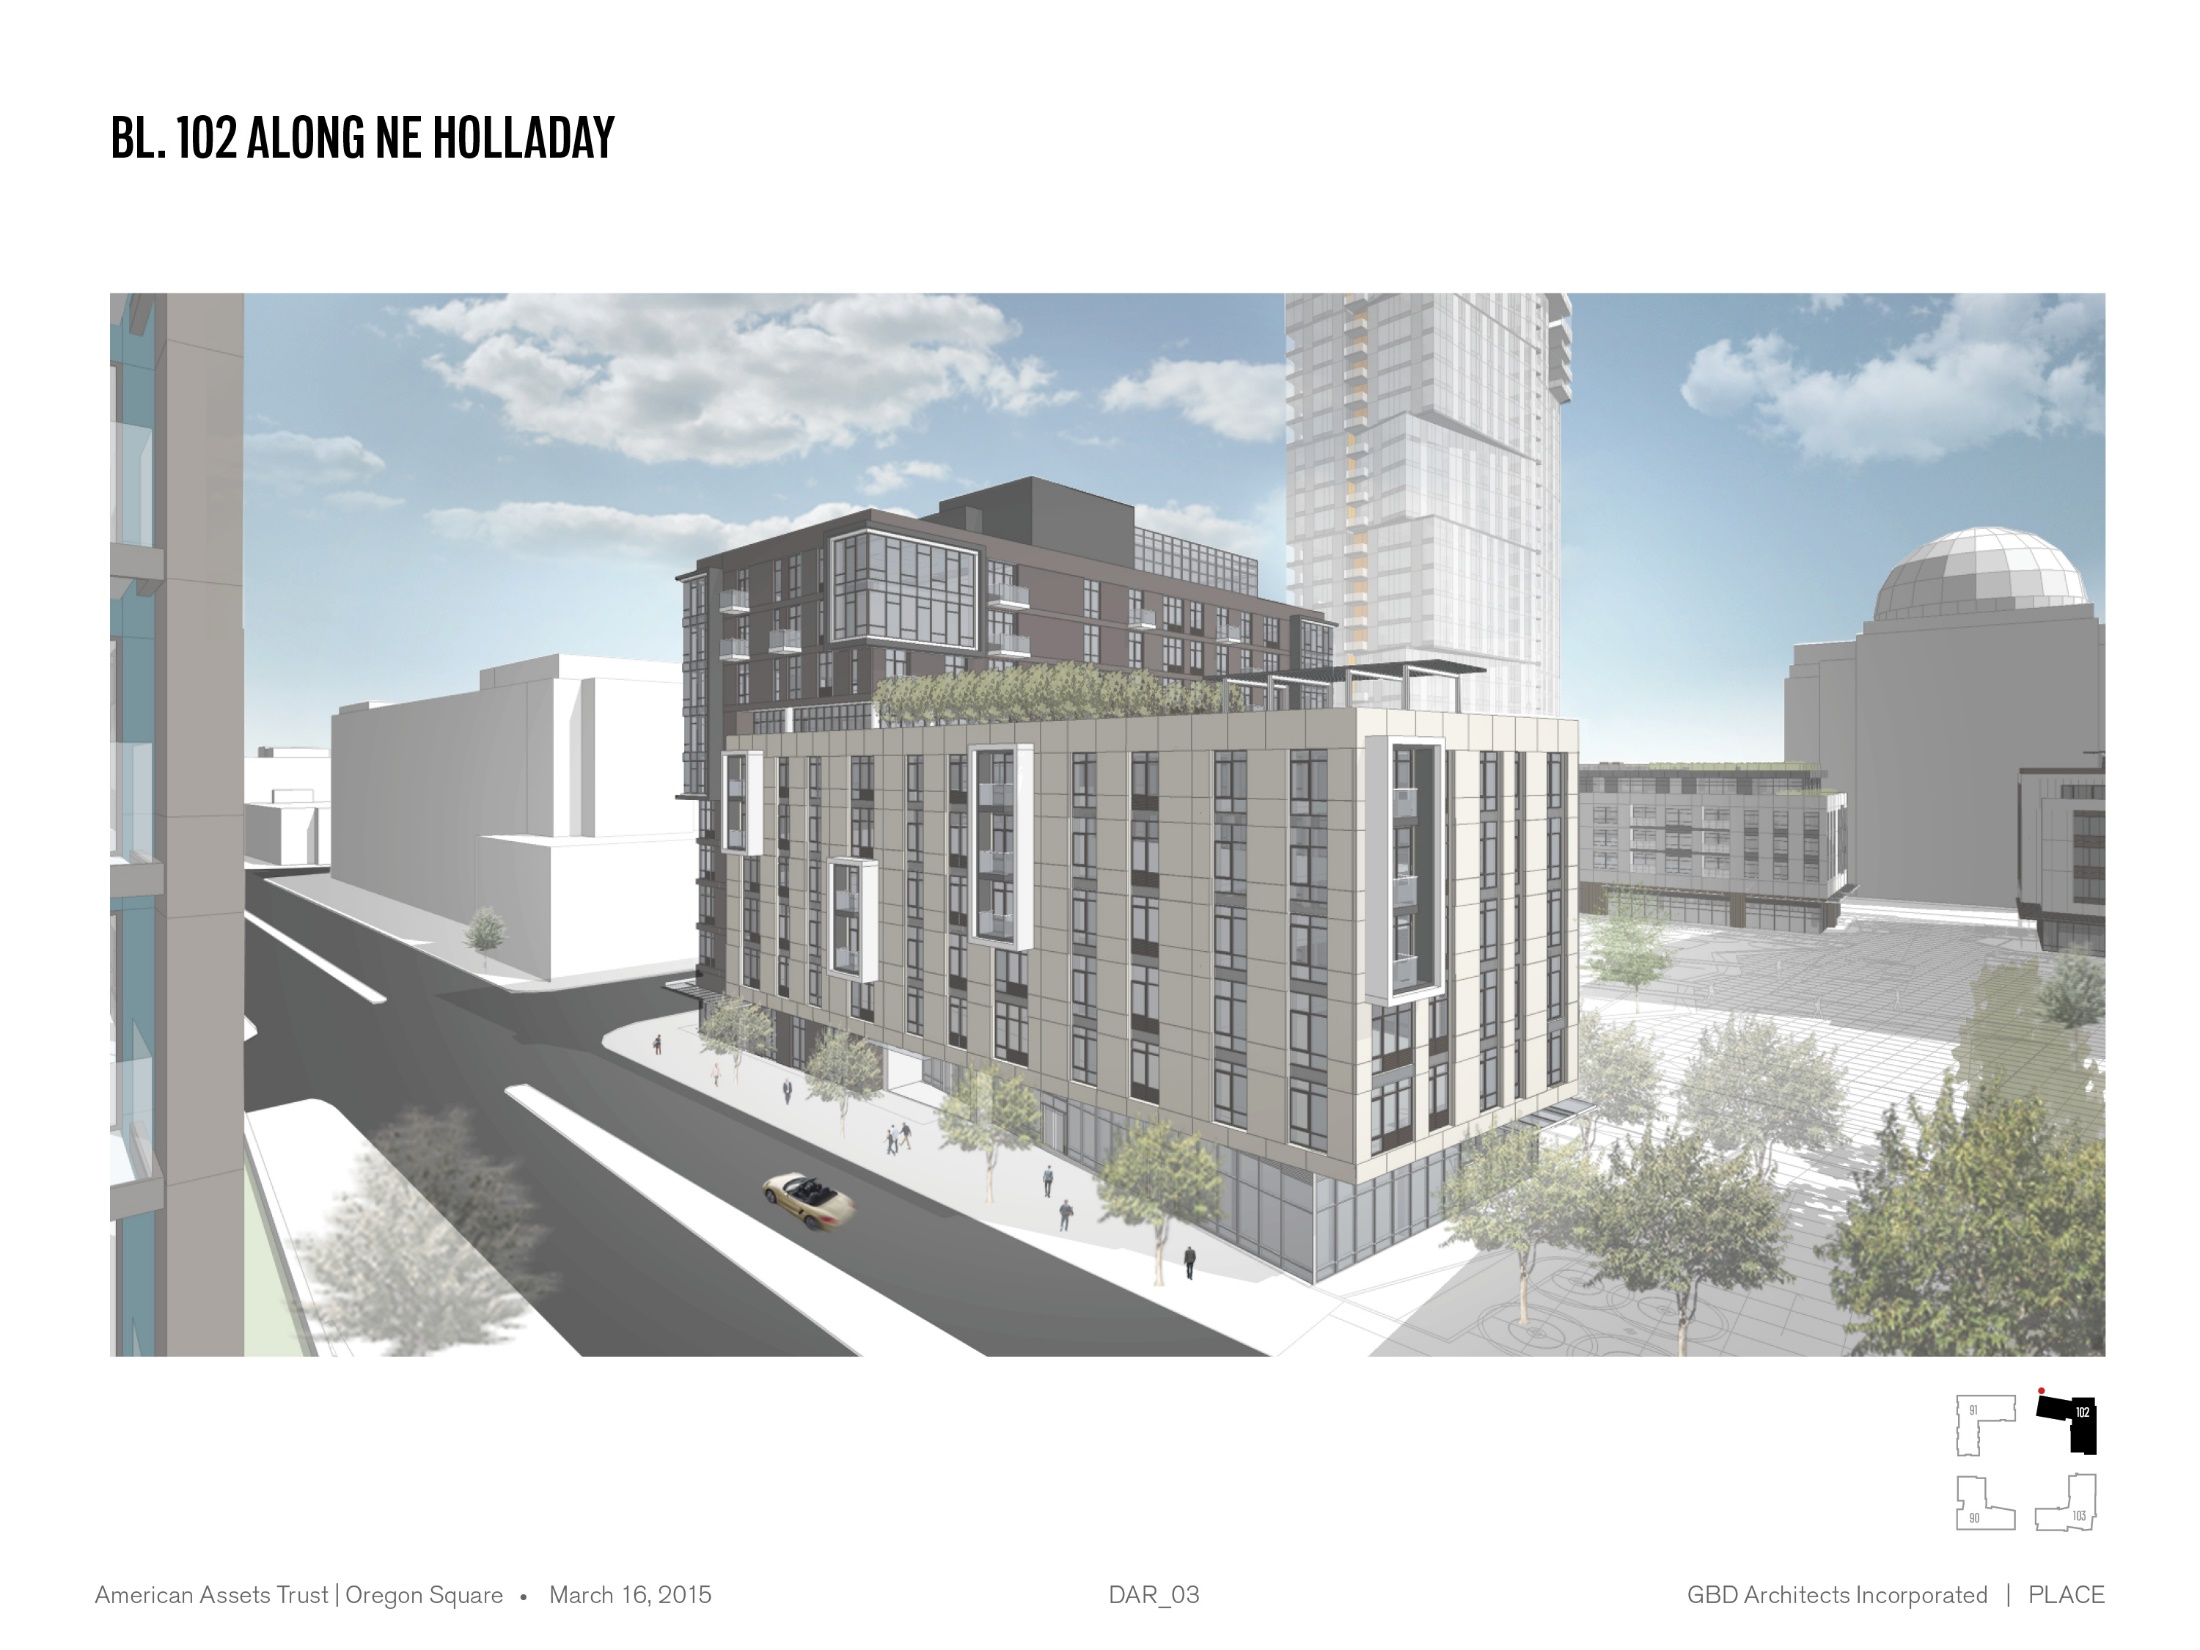 BL. 102 ALONG NE HOLLADAY
91
102
90
103
American Assets Trust | Oregon Square • March 16, 2015
DAR_03
GBD Architects Incorporated | PLACE